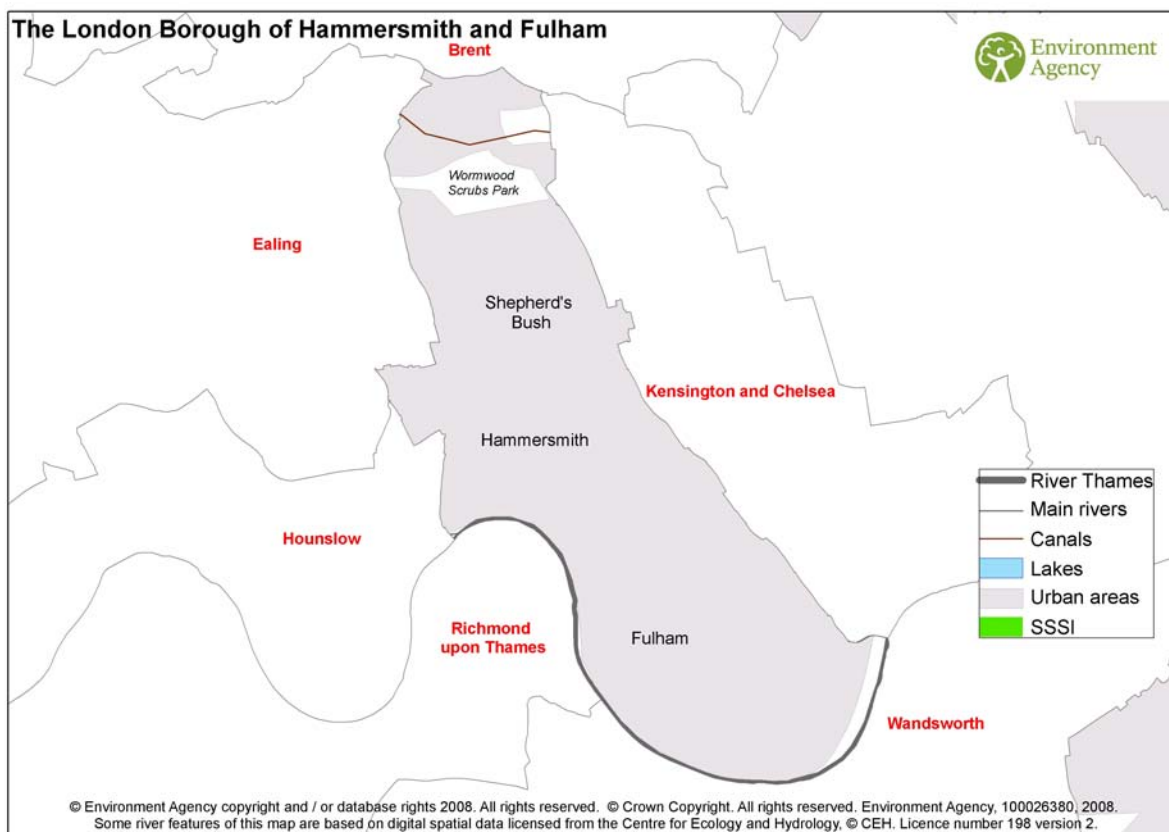 The London Borough of Hammersmith and Fulham
Environment
Agency
Brent
Wormwood
Scrubs Park
Ealing
Shepherd's
Bush
Kensington and Chelsea
Hammersmith
River Thames
Main rivers
Canals
Lakes
Urban areas
SSSI
Hounslow
Richmond
upon Thames
Fulham
Wandsworth
© Environment Agency copyright and / or database rights 2008. All rights reserved. © Crown Copyright. All rights reserved. Environment Agency, 100026380, 2008.
Some river features of this map are based on digital spatial data licensed from the Centre for Ecology and Hydrology, © CEH. Licence number 198 version 2.